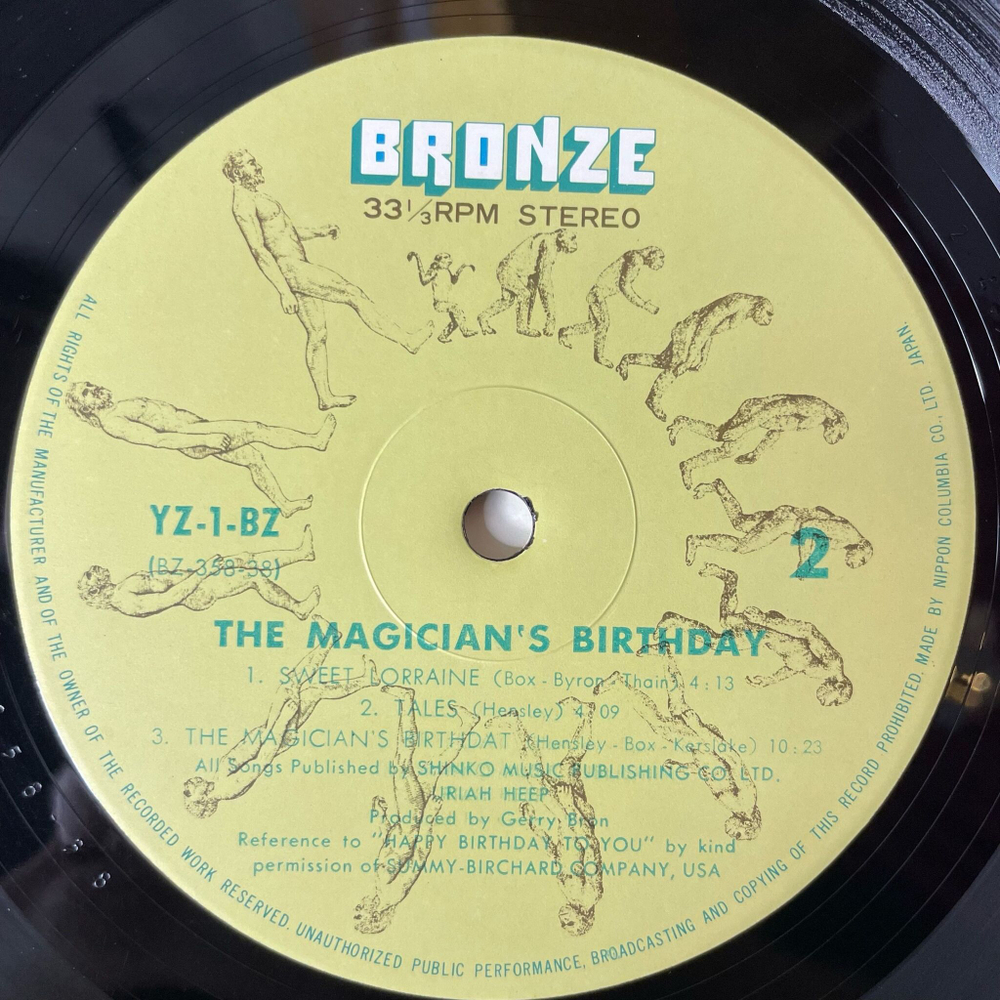 BRONZE
33 1/3 RPM STEREO
YZ-1-BZ
(BZ-358-38)
2
THE MAGICIAN'S BIRTHDAY
1. SWEET LORRAINE (Box - Byron - Thain) 4:13
2. TALES (Hensley) 4:09
3. THE MAGICIAN'S BIRTHDAT (Hensley - Box - Kerslake) 10:23
All Songs Published by SHINKO MUSIC PUBLISHING CO. LTD.
URIAH HEEP
Produced by Gerry Bron
Reference to "HAPPY BIRTHDAY TO YOU" by kind
permission of SUMMY-BIRCHARD COMPANY, USA
ALL RIGHTS OF THE MANUFACTURER AND OF THE OWNER OF THE RECORDED WORK RESERVED. UNAUTHORIZED PUBLIC PERFORMANCE, BROADCASTING AND COPYING OF THIS RECORD PROHIBITED. MADE BY NIPPON COLUMBIA CO., LTD. JAPAN.